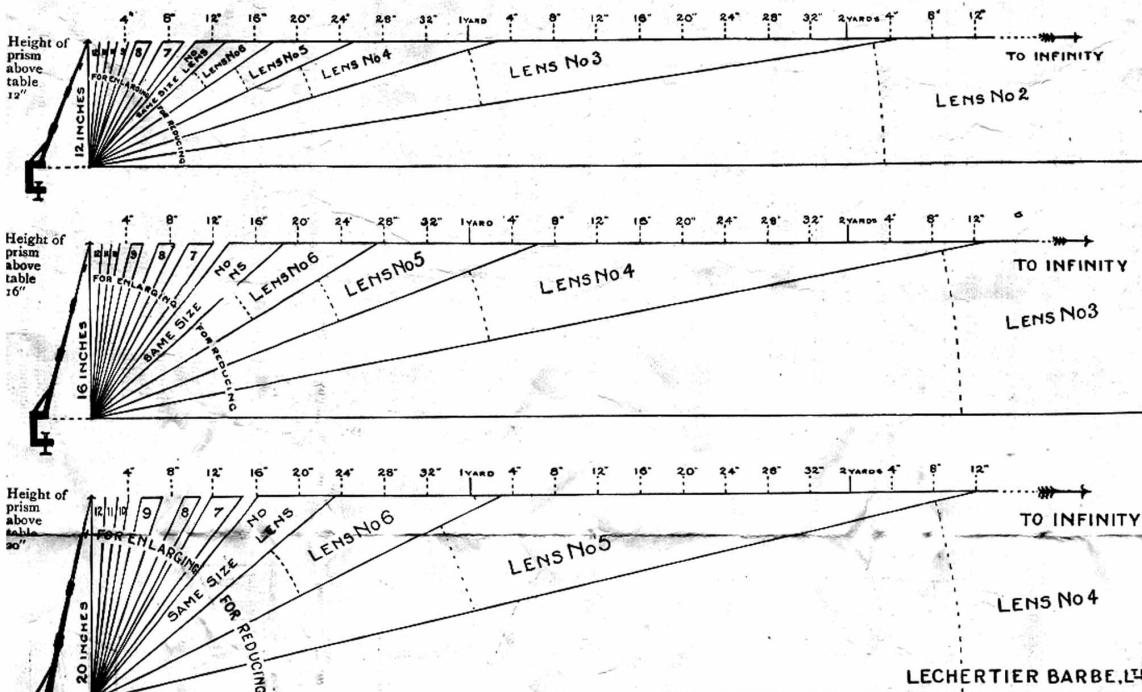 4" 8" 12" 16" 20" 24" 28" 32" 1 YARD 4" 8" 12" 16" 20" 24" 28" 32" 2 YARDS 4" 8" 12"
Height of
prism
above
table
12"
9 8 7 NO LENS LENS No 6 LENS No 5 LENS No 4 LENS No 3
TO INFINITY
FOR ENLARGING SAME SIZE FOR REDUCING
12 INCHES
LENS No 2
4" 8" 12" 16" 20" 24" 28" 32" 1 YARD 4" 8" 12" 16" 20" 24" 28" 32" 2 YARDS 4" 8" 12"
Height of
prism
above
table
16"
9 8 7 NO NS LENS No 6 LENS No 5 LENS No 4
TO INFINITY
FOR ENLARGING SAME SIZE FOR REDUCING
16 INCHES
LENS No 3
4" 8" 12" 16" 20" 24" 28" 32" 1 YARD 4" 8" 12" 16" 20" 24" 28" 32" 2 YARDS 4" 8" 12"
Height of
prism
above
table
20"
12 11 10 9 8 7 NO LENS LENS No 6 LENS No 5
TO INFINITY
FOR ENLARGING SAME SIZE FOR REDUCING
20 INCHES
LENS No 4
LECHERTIER BARBE, LTD